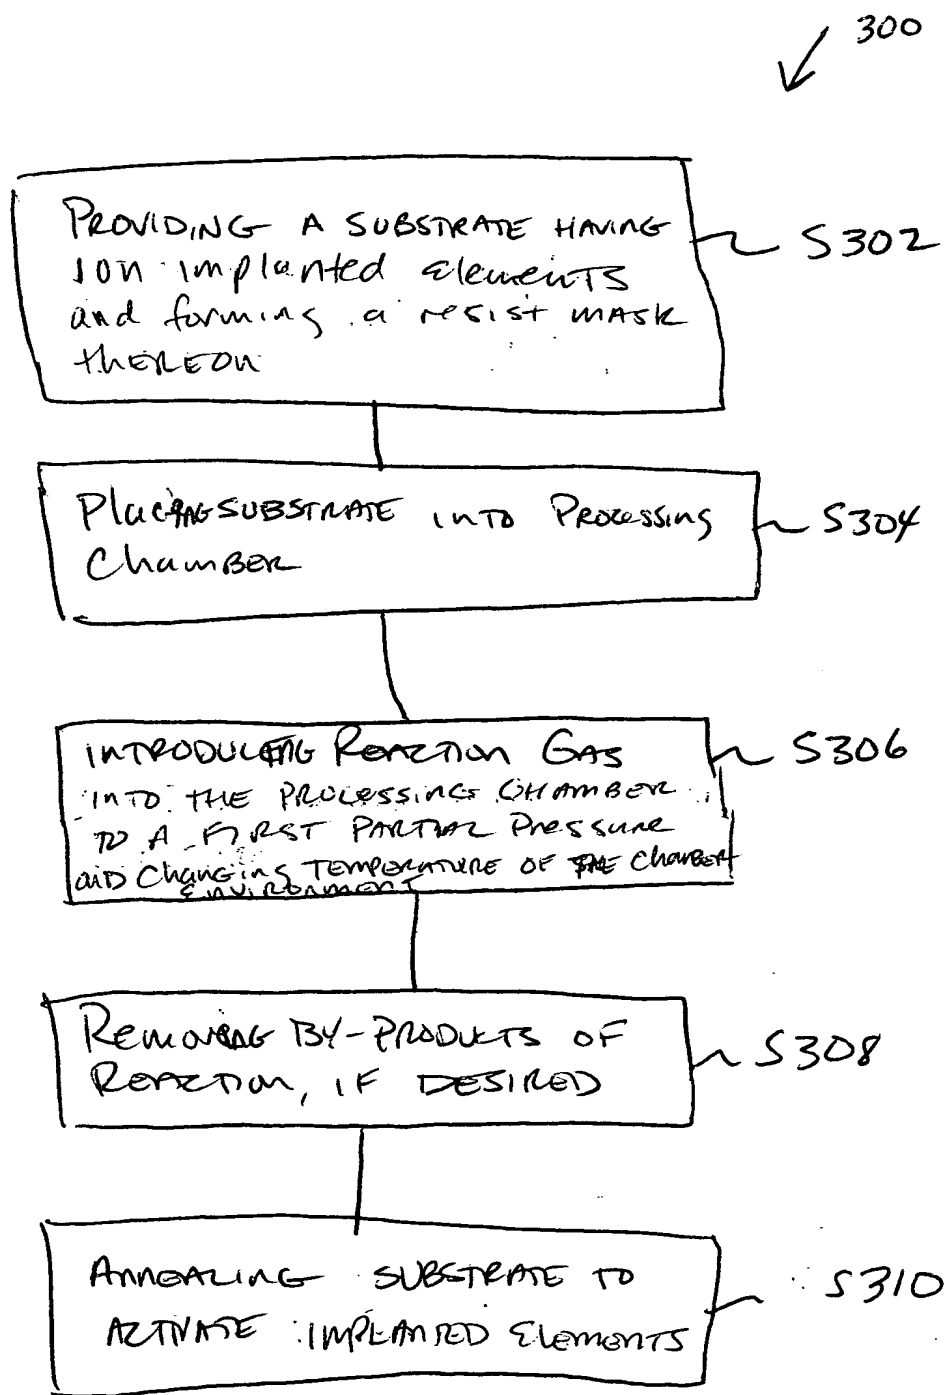 300
PROVIDING A SUBSTRATE HAVING
ION implanted Elements
and forming a resist MASK
thereon
S302
Placing SUBSTRATE INTO Processing
Chamber
S304
INTRODUCING REACTION GAS
INTO THE PROCESSING CHAMBER
TO A FIRST PARTIAL PRESSURE
AND Changing TEMPERATURE OF THE Chamber
ENVIRONMENT
S306
REMOVING BY-PRODUCTS OF
REACTION, IF DESIRED
S308
ANNEALING SUBSTRATE TO
ACTIVATE IMPLANTED Elements
S310